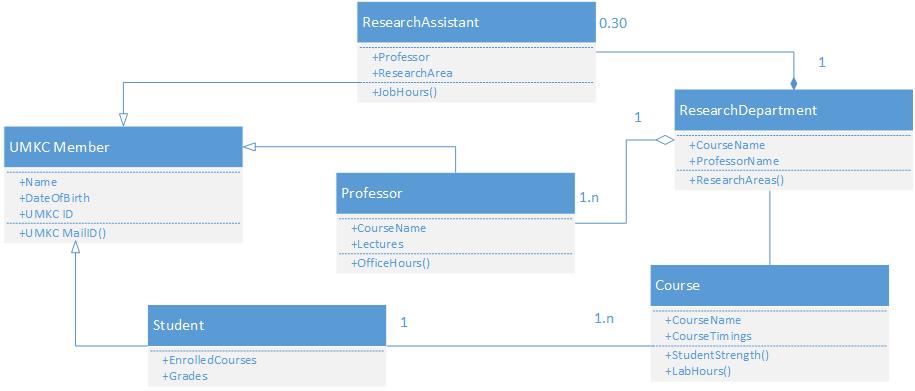 ResearchAssistant
0.30
+Professor
+ResearchArea
+JobHours()
1
ResearchDepartment
+CourseName
+ProfessorName
+ResearchAreas()
1
UMKC Member
+Name
+DateOfBirth
+UMKC ID
+UMKC MailID()
Professor
1.n
+CourseName
+Lectures
+OfficeHours()
Course
+CourseName
+CourseTimings
+StudentStrength()
+LabHours()
Student
1
1.n
+EnrolledCourses
+Grades